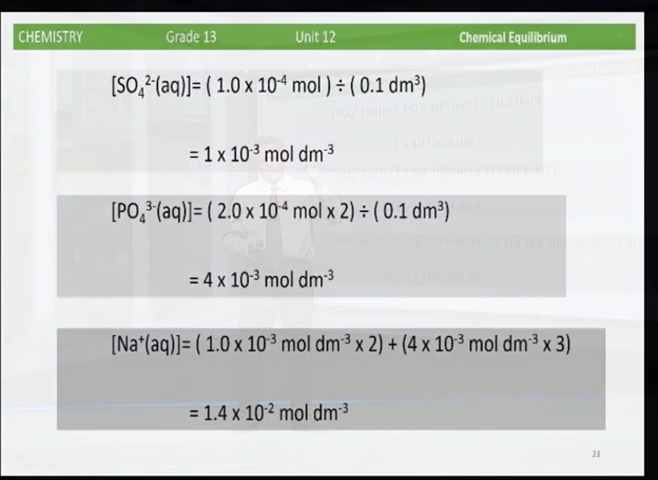 CHEMISTRY Grade 13 Unit 12 Chemical Equilibrium
[SO₄²⁻(aq)]= ( 1.0 x 10⁻⁴ mol ) ÷ ( 0.1 dm³)
= 1 x 10⁻³ mol dm⁻³
[PO₄³⁻(aq)]= ( 2.0 x 10⁻⁴ mol x 2) ÷ ( 0.1 dm³)
= 4 x 10⁻³ mol dm⁻³
[Na⁺(aq)]= ( 1.0 x 10⁻³ mol dm⁻³ x 2) + (4 x 10⁻³ mol dm⁻³ x 3)
= 1.4 x 10⁻² mol dm⁻³
23